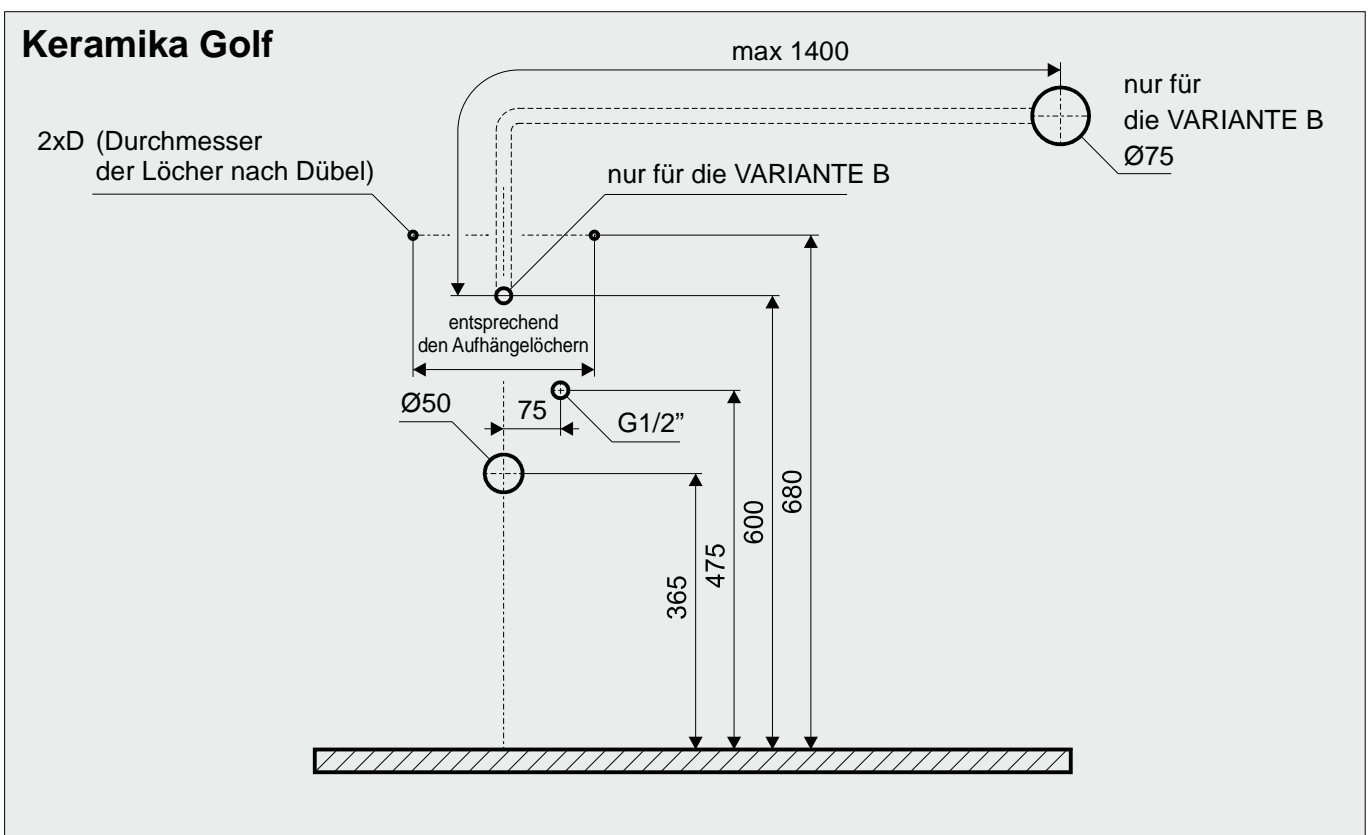 Keramika Golf
max 1400
nur für
die VARIANTE B
Ø75
2xD (Durchmesser
der Löcher nach Dübel)
nur für die VARIANTE B
entsprechend
den Aufhängelöchern
Ø50
75
G1/2”
365
475
600
680